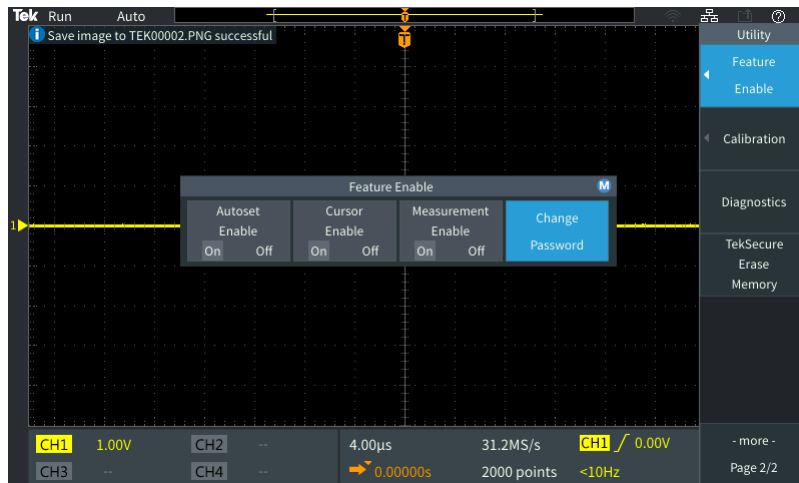 Tek Run Auto
Save image to TEK00002.PNG successful
T
Utility
Feature
Enable
Calibration
Diagnostics
TekSecure
Erase
Memory
Feature Enable M
Autoset
Enable
On Off
Cursor
Enable
On Off
Measurement
Enable
On Off
Change
Password
1
CH1 1.00V CH2 --
CH3 -- CH4 --
4.00µs 31.2MS/s CH1 0.00V
0.00000s 2000 points <10Hz
- more -
Page 2/2